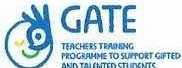 GATE
TEACHERS TRAINING
PROGRAMME TO SUPPORT GIFTED
AND TALENTED STUDENTS